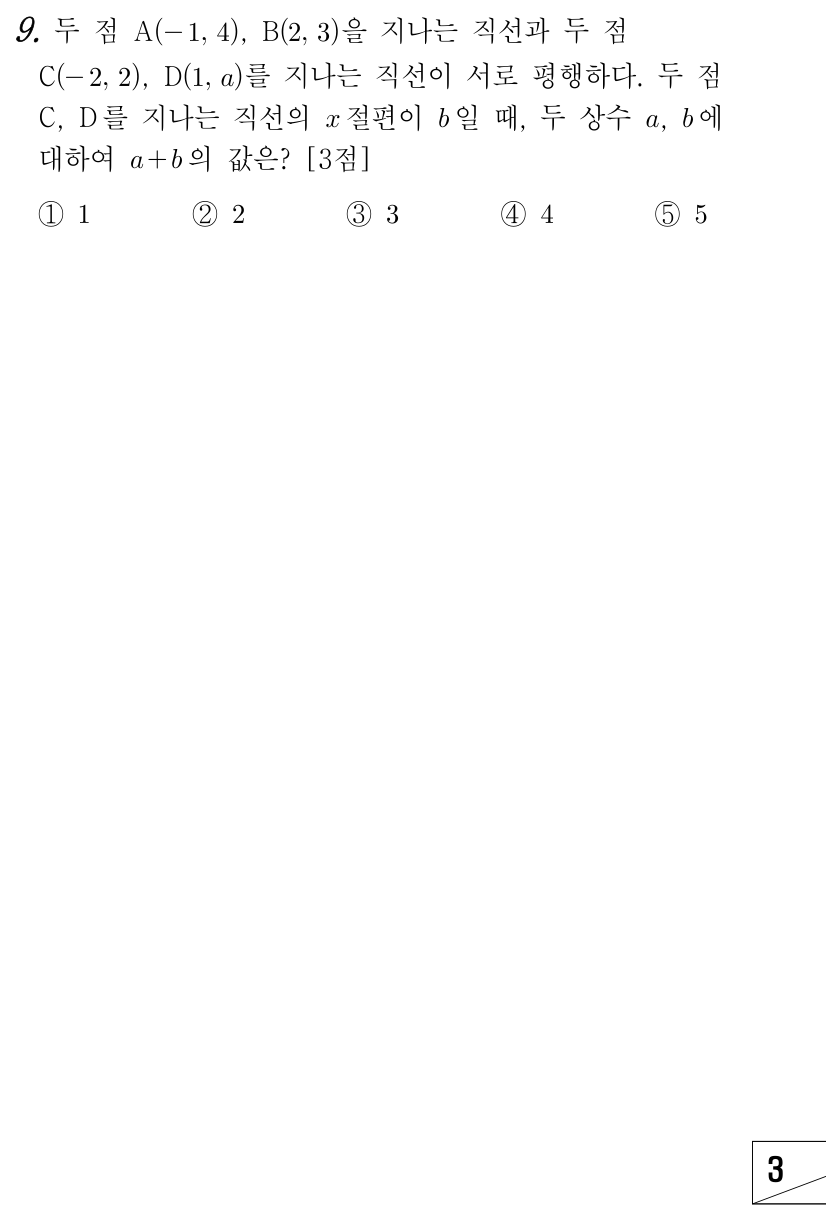 9. 두 점 A(−1, 4), B(2, 3)을 지나는 직선과 두 점
C(−2, 2), D(1, a)를 지나는 직선이 서로 평행하다. 두 점
C, D를 지나는 직선의 x절편이 b일 때, 두 상수 a, b에
대하여 a+b의 값은? [3점]
① 1 ② 2 ③ 3 ④ 4 ⑤ 5
3